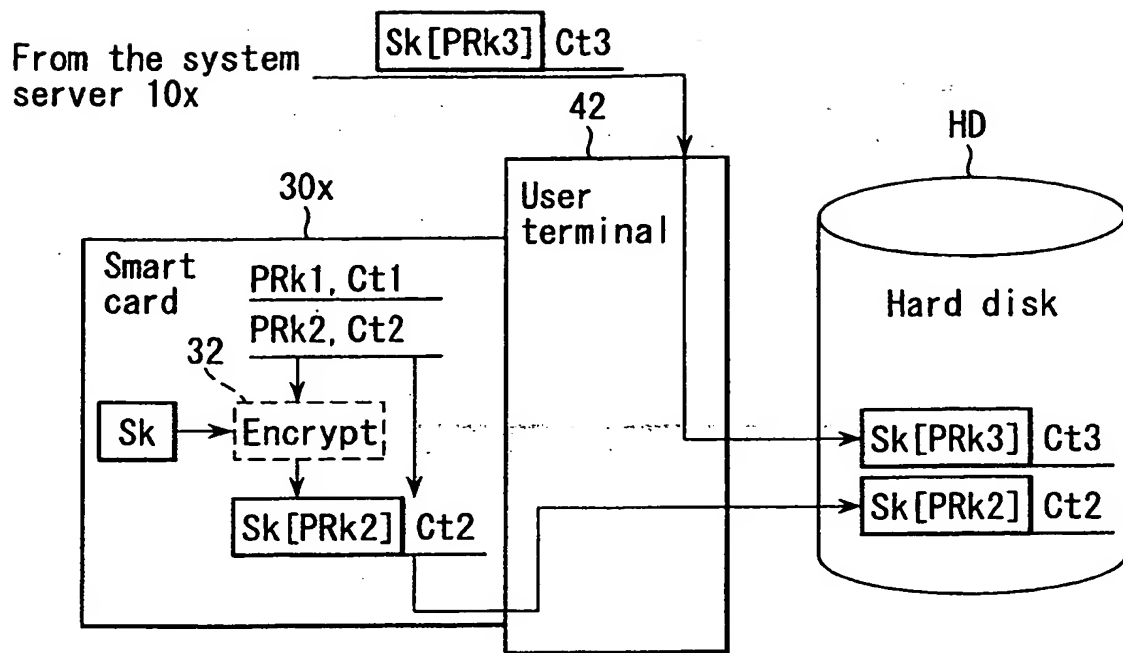 Sk[PRk3] Ct3
From the system
server 10x
42
HD
30x
User
terminal
Smart
card
PRk1, Ct1
PRk2, Ct2
Hard disk
32
Sk
Encrypt
Sk[PRk3] Ct3
Sk[PRk2] Ct2
Sk[PRk2] Ct2